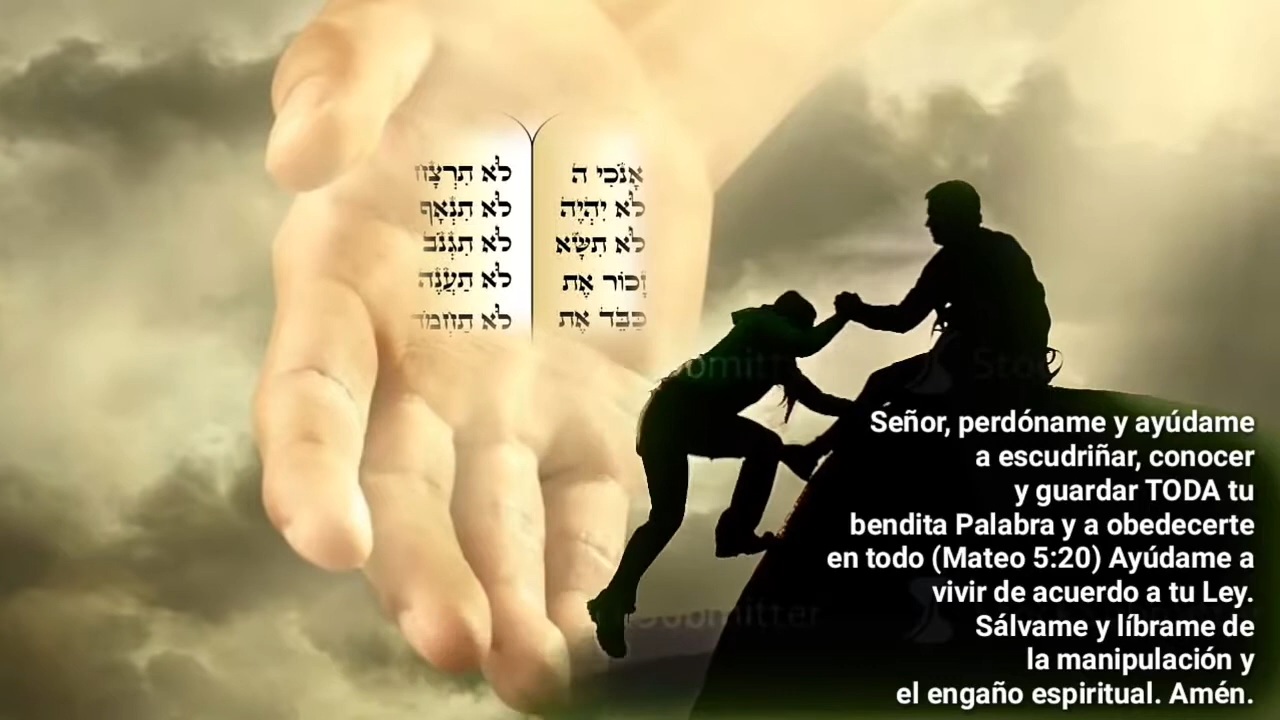 אָנֹכִי ה
לֹא יִהְיֶה
לֹא תִשָּׂא
זָכוֹר אֶת
כַּבֵּד אֶת
לֹא תִרְצָח
לֹא תִנְאָף
לֹא תִגְנֹב
לֹא תַעֲנֶה
לֹא תַחְמֹד
Señor, perdóname y ayúdame
a escudriñar, conocer
y guardar TODA tu
bendita Palabra y a obedecerte
en todo (Mateo 5:20) Ayúdame a
vivir de acuerdo a tu Ley.
Sálvame y líbrame de
la manipulación y
el engaño espiritual. Amén.